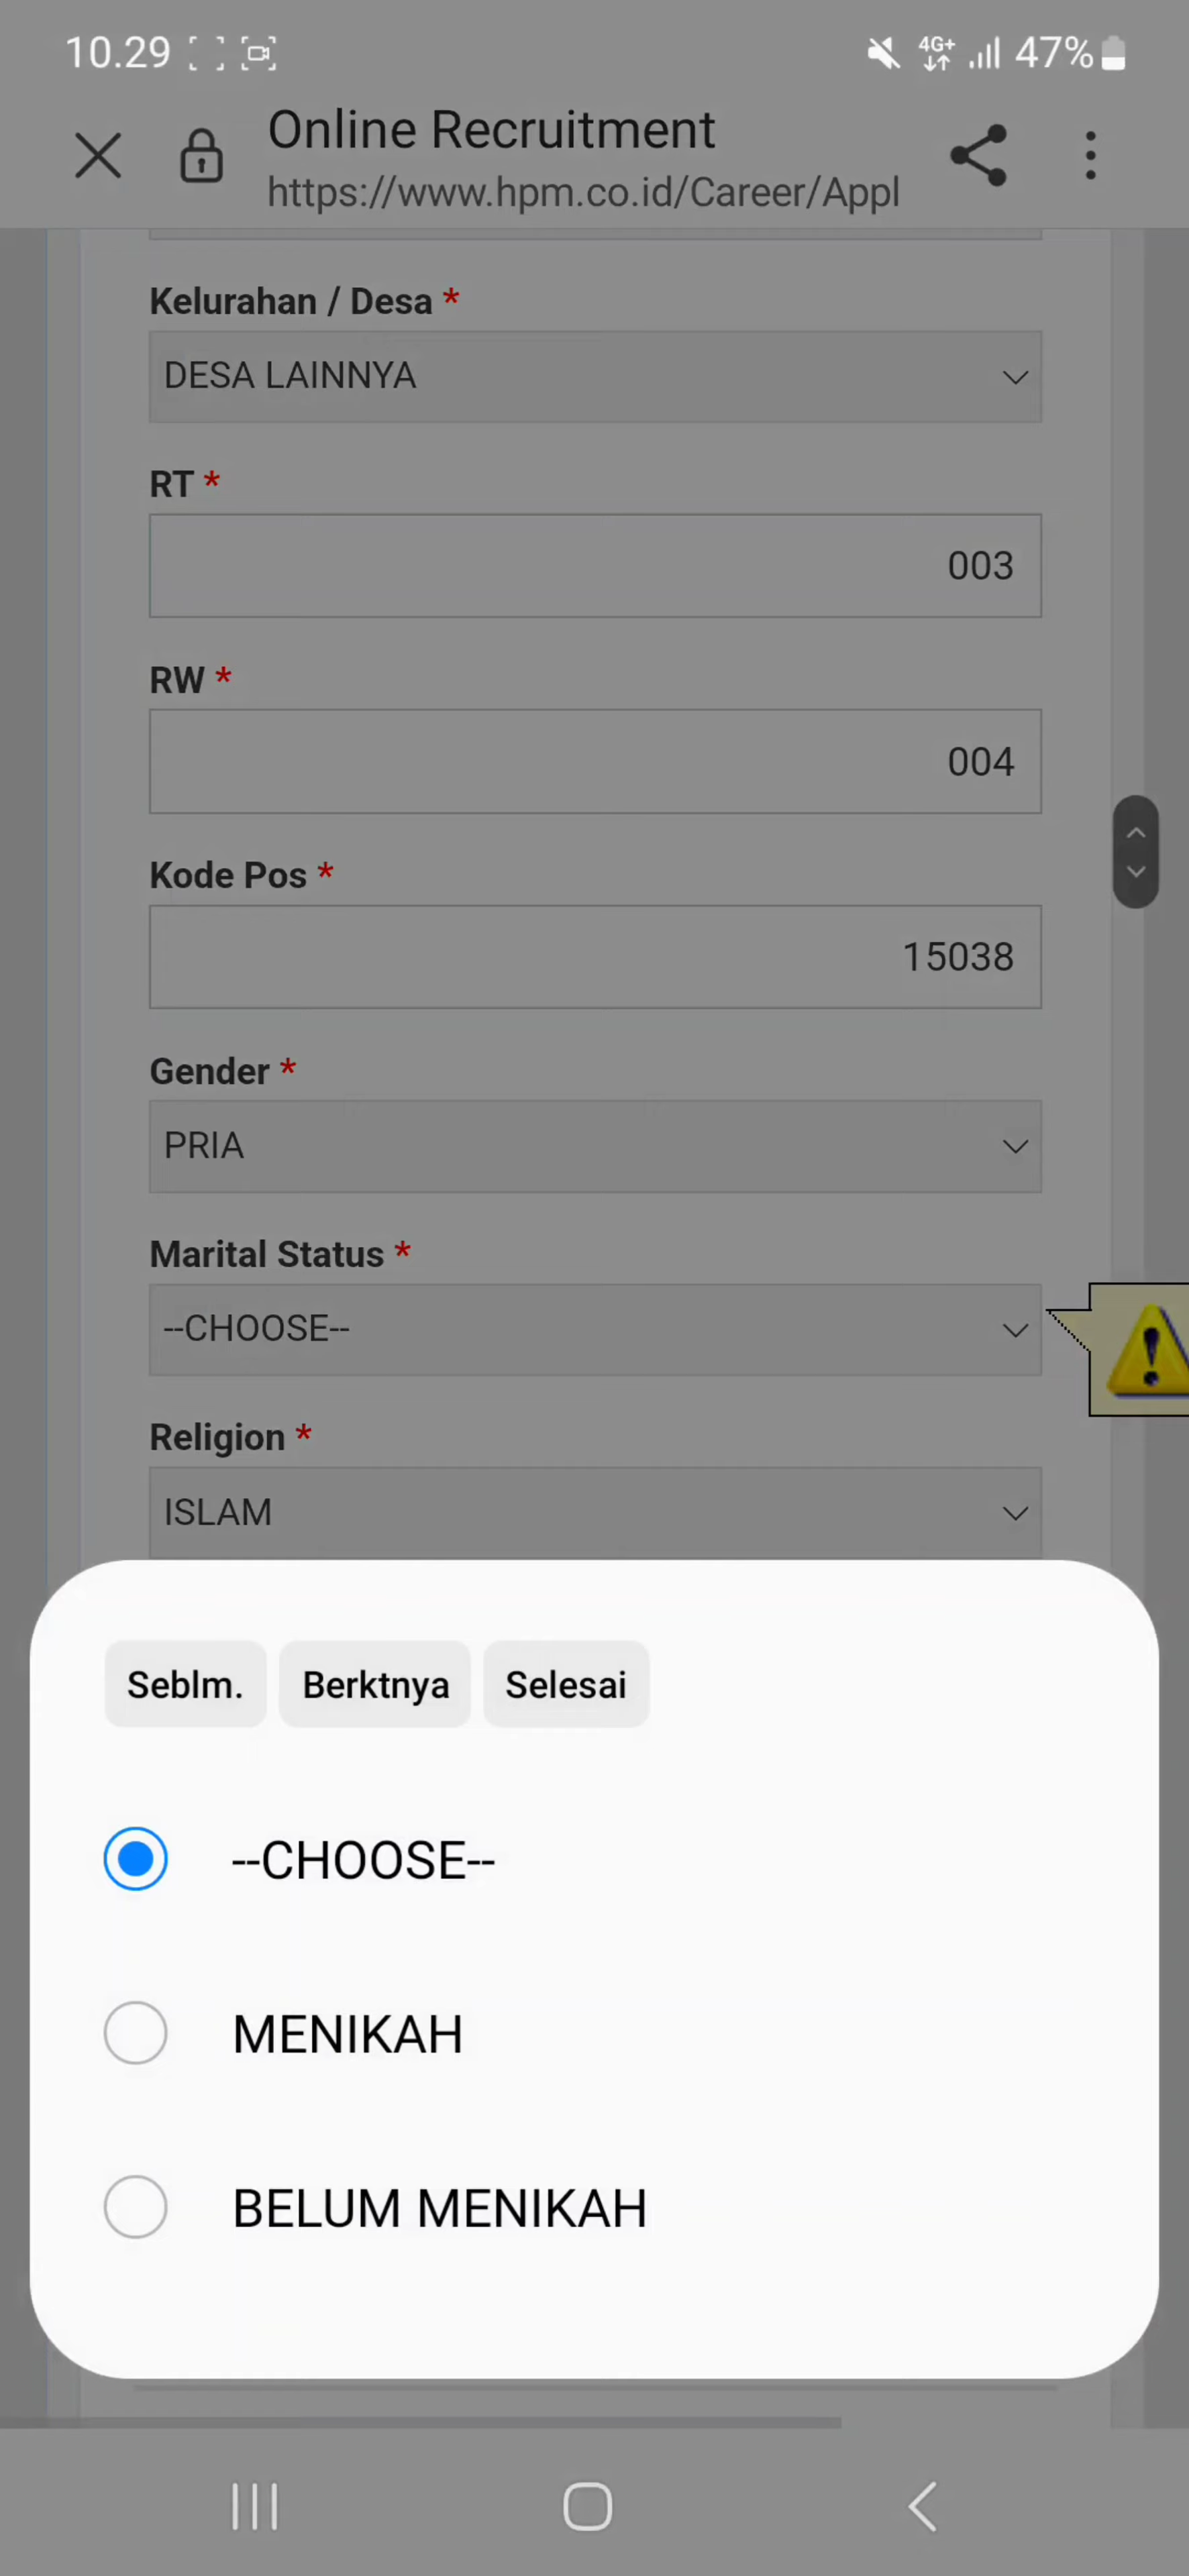 10.29
4G+
47%
Online Recruitment
https://www.hpm.co.id/Career/Appl
Kelurahan / Desa *
DESA LAINNYA
RT *
003
RW *
004
Kode Pos *
15038
Gender *
PRIA
Marital Status *
--CHOOSE--
Religion *
ISLAM
Seblm.
Berktnya
Selesai
--CHOOSE--
MENIKAH
BELUM MENIKAH